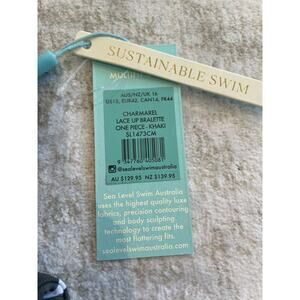 SUSTAINABLE SWIM
AUS/NZ/UK 16
US12, EUR42, CAN14, FR44
CHARMAREL
LACE UP BRALETTE
ONE PIECE - KHAKI
SL1473CM
@sealevelswimaustralia
AU $129.95 NZ $139.95
Sea Level Swim Australia
uses the highest quality luxe
fabrics, precision contouring
and body sculpting
technology to create the
most flattering fits.
sealevelswimaustralia.com